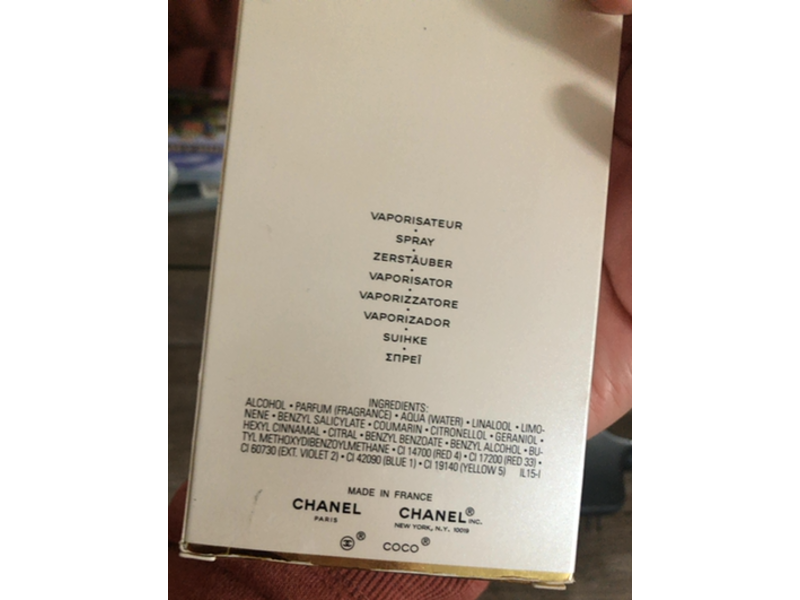 VAPORISATEUR
•
SPRAY
•
ZERSTÄUBER
•
VAPORISATOR
•
VAPORIZZATORE
•
VAPORIZADOR
•
SUIHKE
•
ΣΠΡΕΪ
INGREDIENTS:
ALCOHOL • PARFUM (FRAGRANCE) • AQUA (WATER) • LINALOOL • LIMO-
NENE • BENZYL SALICYLATE • COUMARIN • CITRONELLOL • GERANIOL •
HEXYL CINNAMAL • CITRAL • BENZYL BENZOATE • BENZYL ALCOHOL • BU-
TYL METHOXYDIBENZOYLMETHANE • CI 14700 (RED 4) • CI 17200 (RED 33) •
CI 60730 (EXT. VIOLET 2) • CI 42090 (BLUE 1) • CI 19140 (YELLOW 5) IL15-I
MADE IN FRANCE
CHANEL CHANEL® INC.
PARIS NEW YORK, N.Y. 10019
® COCO®